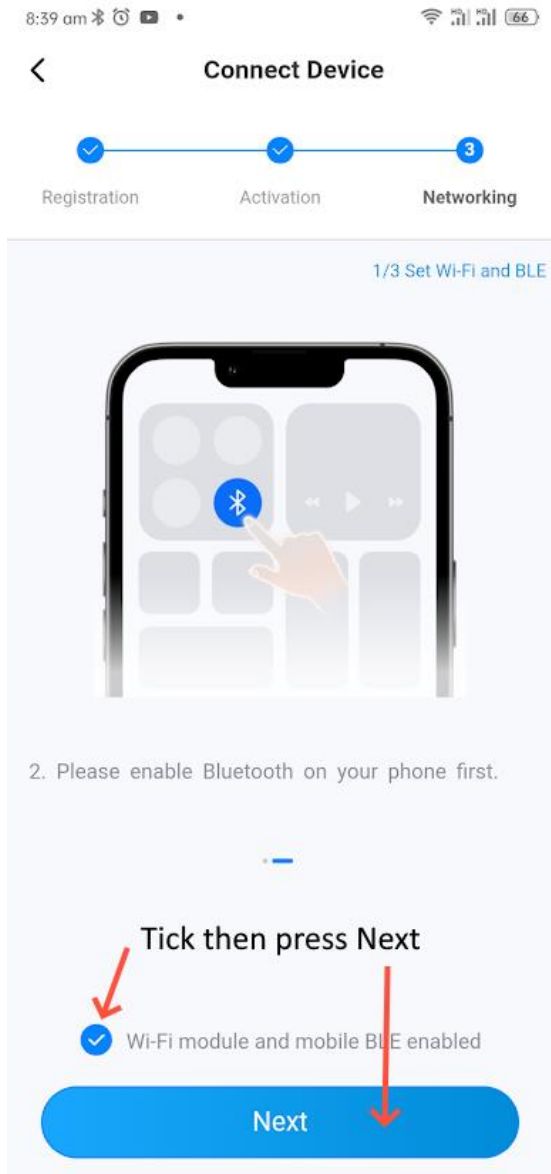 8:39 am
66
Connect Device
3
Registration Activation Networking
1/3 Set Wi-Fi and BLE
2. Please enable Bluetooth on your phone first.
Tick then press Next
Wi-Fi module and mobile BLE enabled
Next